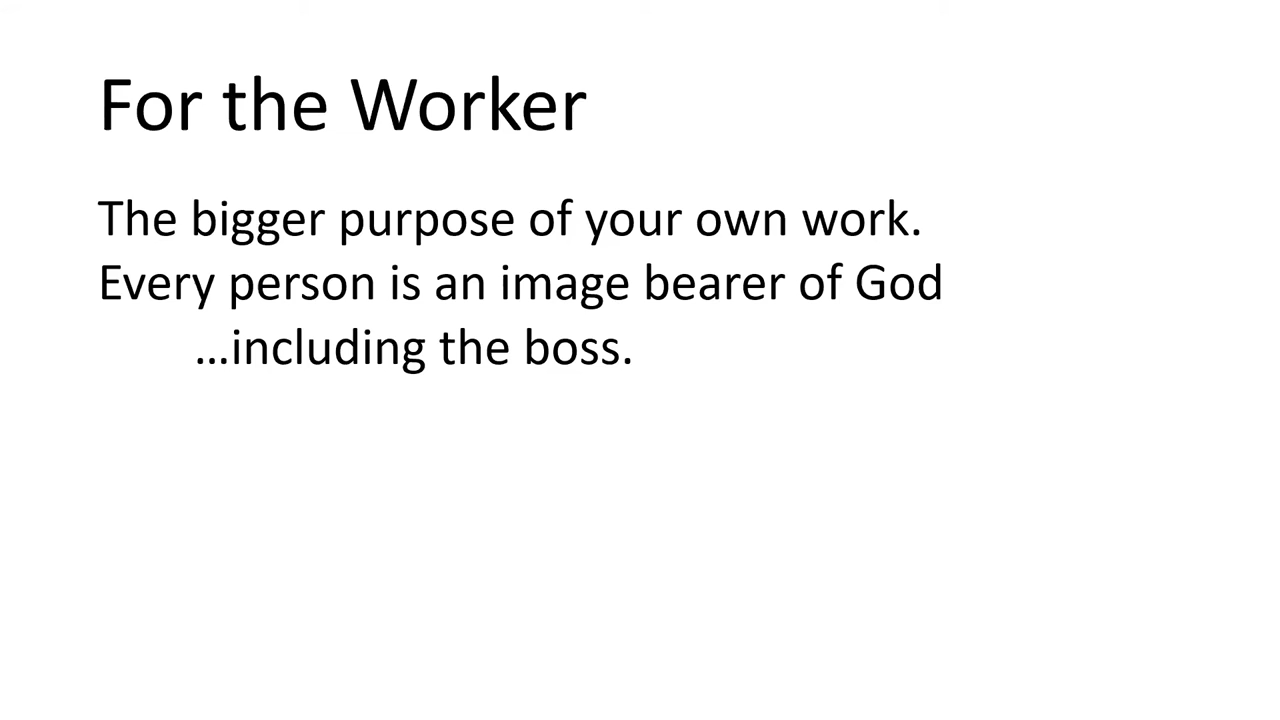 For the Worker
The bigger purpose of your own work.
Every person is an image bearer of God
…including the boss.